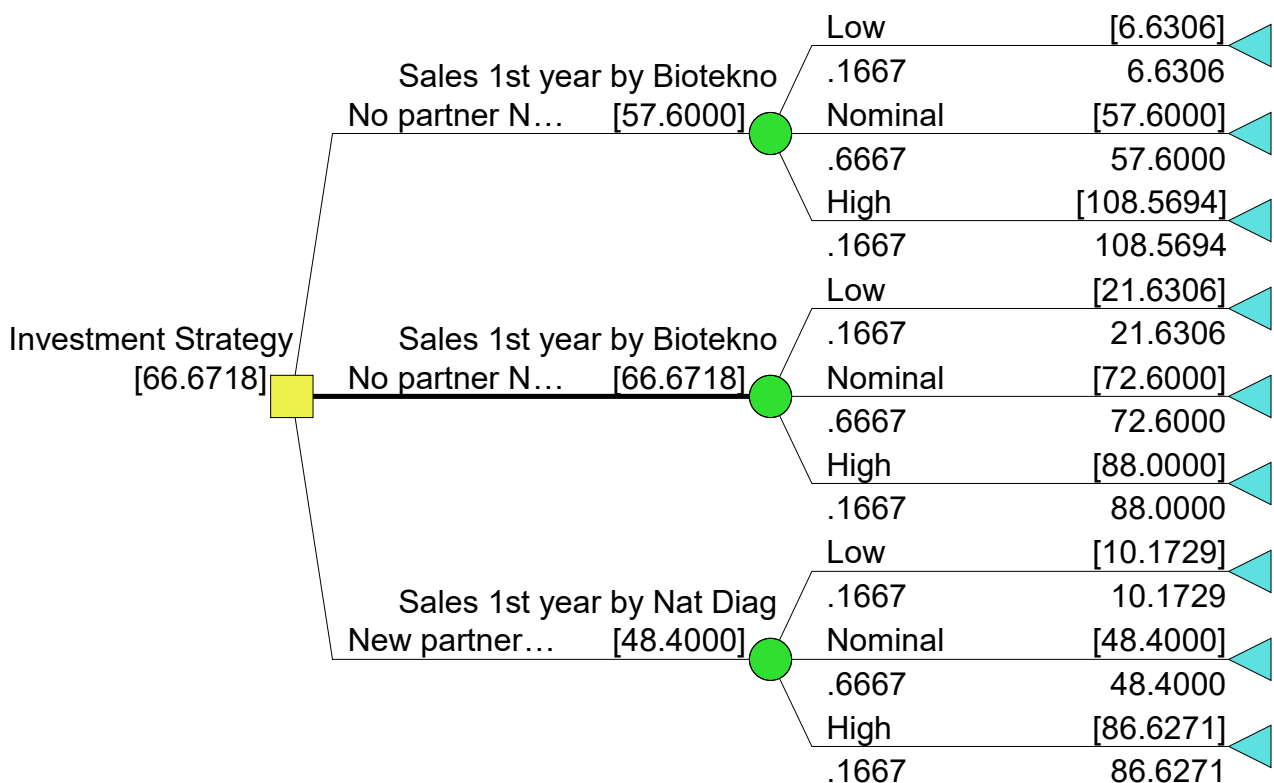 Low [6.6306]
Sales 1st year by Biotekno .1667 6.6306
No partner N… [57.6000] Nominal [57.6000]
.6667 57.6000
High [108.5694]
.1667 108.5694
Low [21.6306]
Investment Strategy Sales 1st year by Biotekno .1667 21.6306
[66.6718] No partner N… [66.6718] Nominal [72.6000]
.6667 72.6000
High [88.0000]
.1667 88.0000
Low [10.1729]
Sales 1st year by Nat Diag .1667 10.1729
New partner… [48.4000] Nominal [48.4000]
.6667 48.4000
High [86.6271]
.1667 86.6271